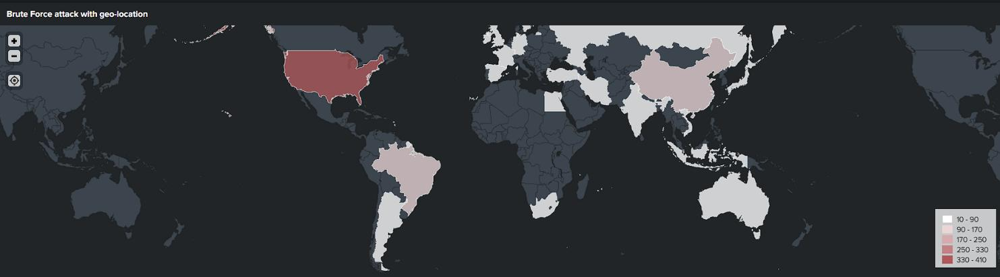 Brute Force attack with geo-location
+
−
10 - 90
90 - 170
170 - 250
250 - 330
330 - 410